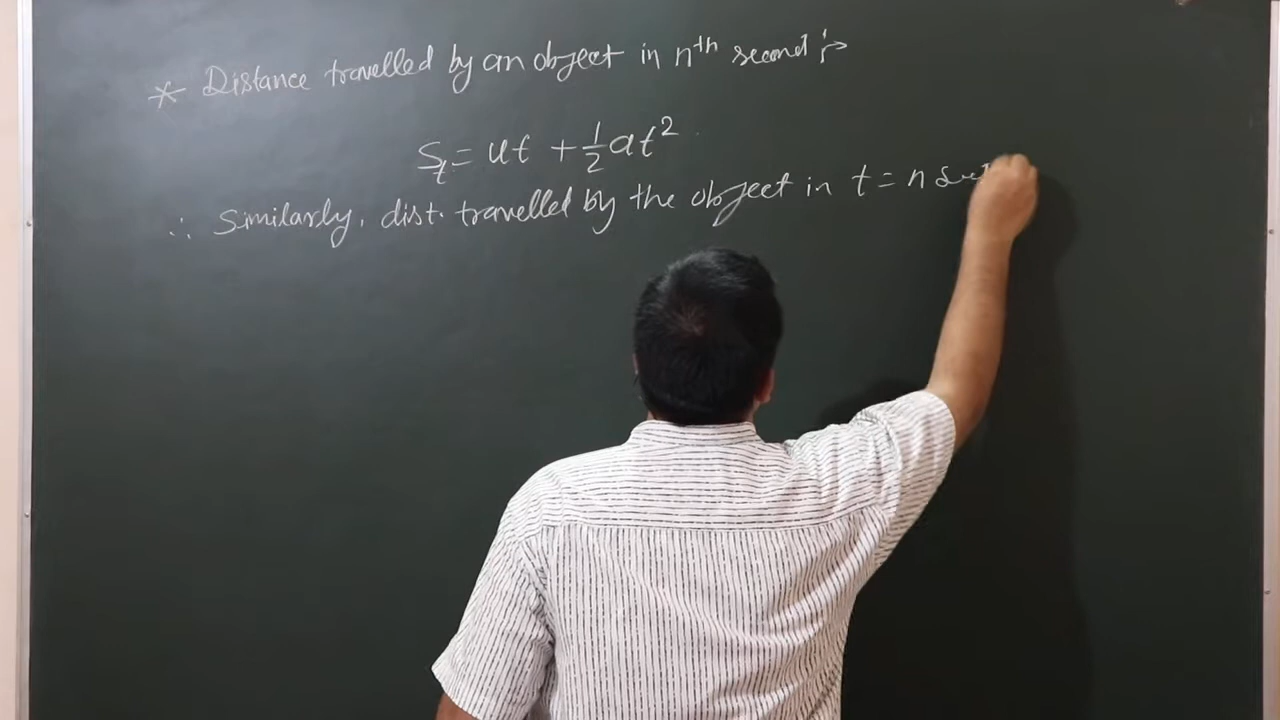 * Distance travelled by an object in nᵗʰ second :→
Sₜ = ut + 1/2 at²
∴ Similarly, dist. travelled by the object in t = n